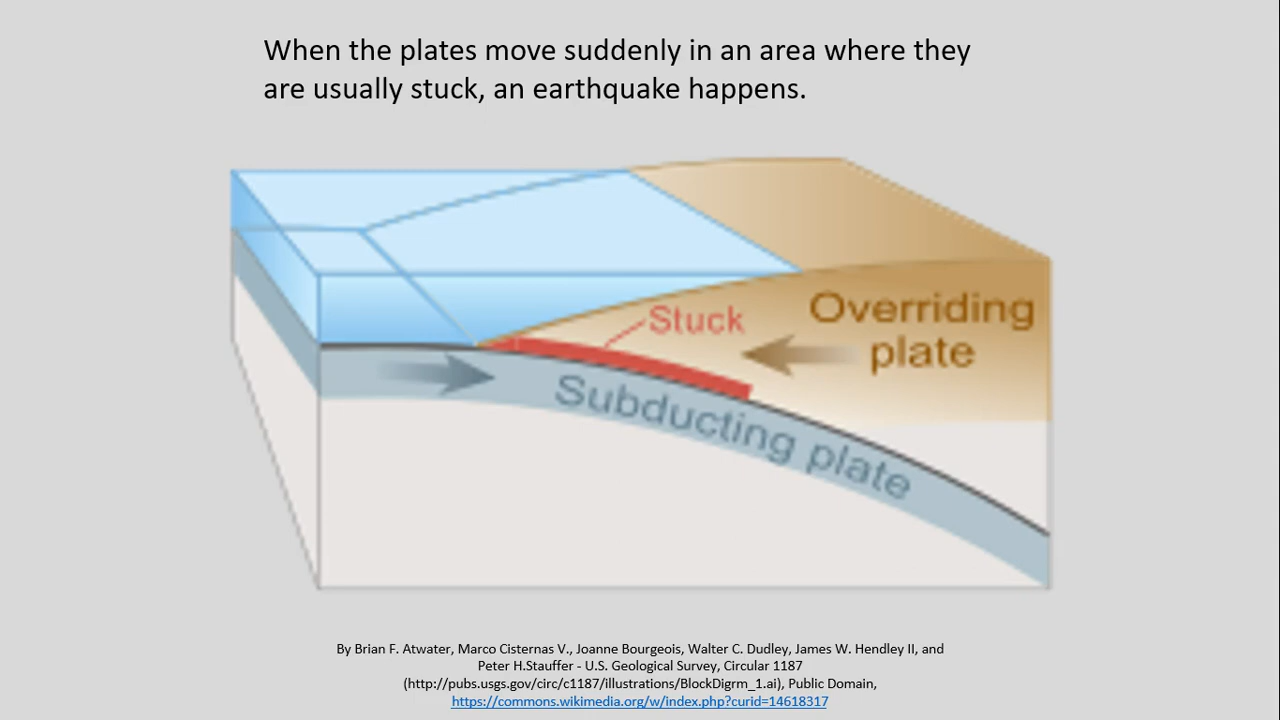 When the plates move suddenly in an area where they
are usually stuck, an earthquake happens.
Stuck
Overriding
plate
Subducting plate
By Brian F. Atwater, Marco Cisternas V., Joanne Bourgeois, Walter C. Dudley, James W. Hendley II, and
Peter H.Stauffer - U.S. Geological Survey, Circular 1187
(http://pubs.usgs.gov/circ/c1187/illustrations/BlockDigrm_1.ai), Public Domain,
https://commons.wikimedia.org/w/index.php?curid=14618317